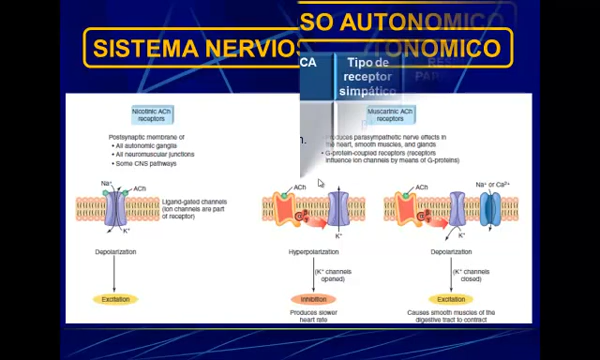 SO AUTONOMICO
SISTEMA NERVIOS
TONOMICO
CA
Tipo de
receptor
simpático
RES
PAR
n.
Nicotinic ACh
receptors
Postsynaptic membrane of
• All autonomic ganglia
• All neuromuscular junctions
• Some CNS pathways
Muscarinic ACh
receptors
roduces parasympathetic nerve effects in
the heart, smooth muscles, and glands
• G-protein-coupled receptors (receptors
influence ion channels by means of G-proteins)
Na+
ACh
K+
Ligand-gated channels
(ion channels are part
of receptor)
ACh
K+
ACh
Na+ or Ca2+
K+
Depolarization
Excitation
Hyperpolarization
(K+ channels
opened)
Inhibition
Produces slower
heart rate
Depolarization
(K+ channels
closed)
Excitation
Causes smooth muscles of the
digestive tract to contract